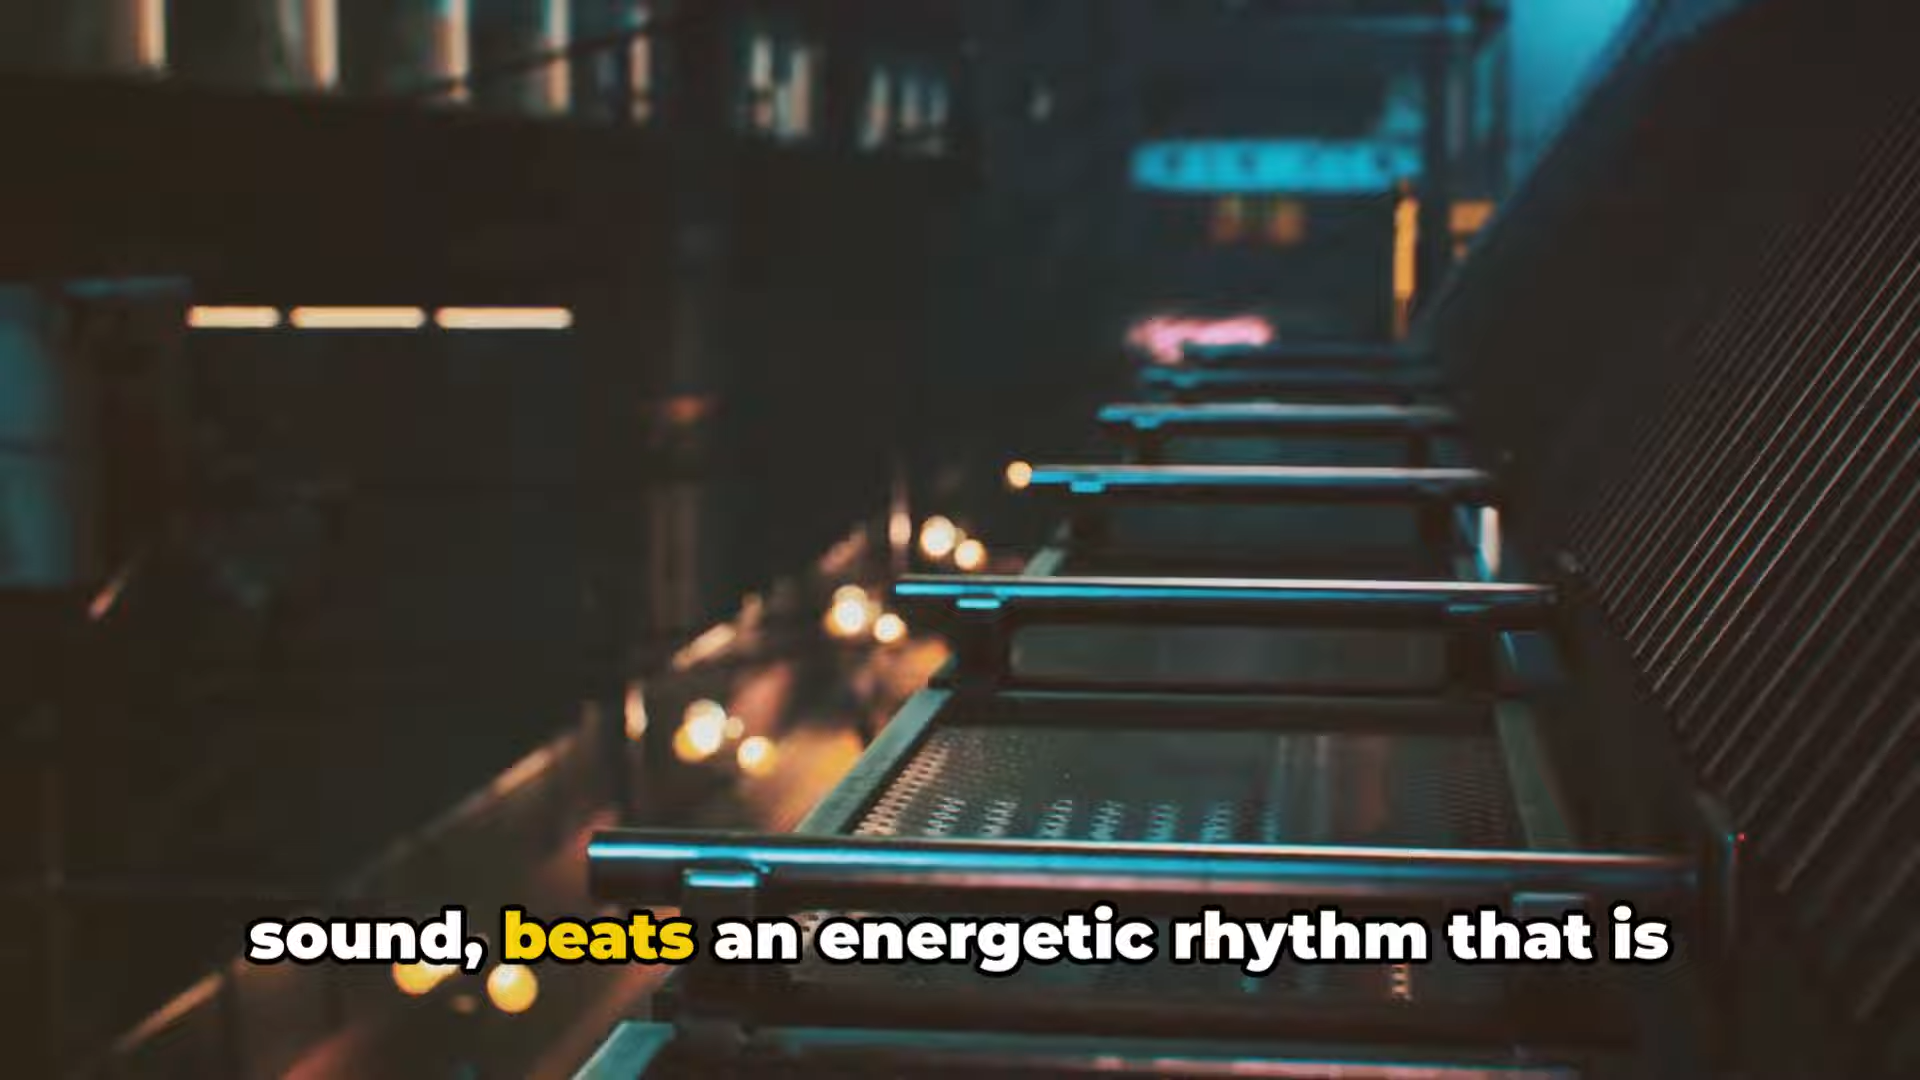 sound, beats an energetic rhythm that is